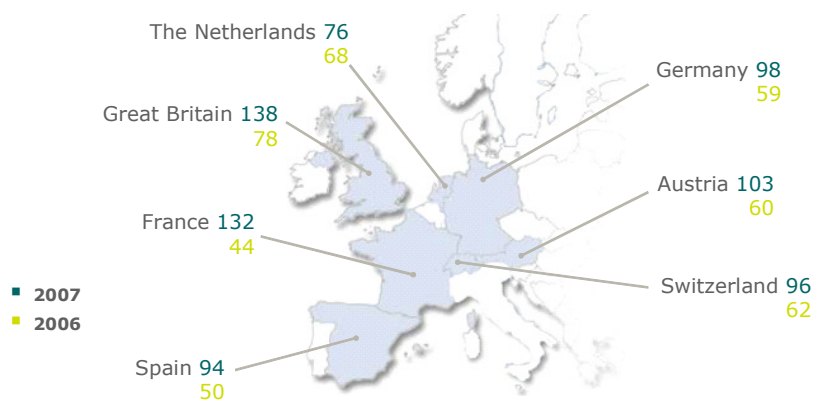 The Netherlands 76
68
Germany 98
59
Great Britain 138
78
Austria 103
60
France 132
44
Switzerland 96
62
2007
2006
Spain 94
50